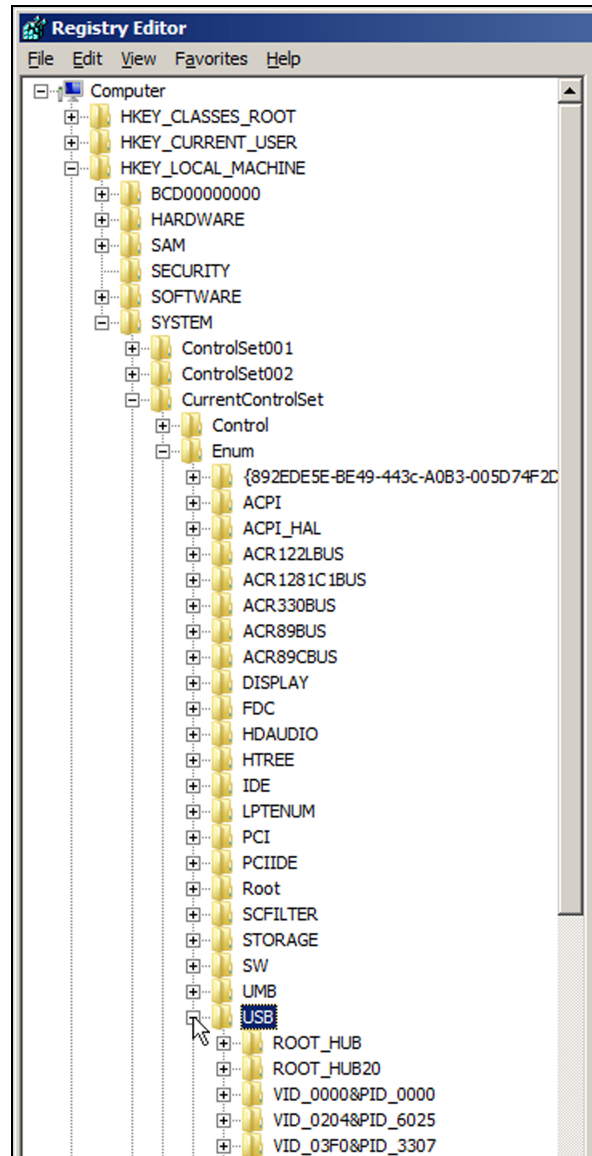 Registry Editor
File Edit View Favorites Help
Computer
HKEY_CLASSES_ROOT
HKEY_CURRENT_USER
HKEY_LOCAL_MACHINE
BCD00000000
HARDWARE
SAM
SECURITY
SOFTWARE
SYSTEM
ControlSet001
ControlSet002
CurrentControlSet
Control
Enum
{892EDE5E-BE49-443c-A0B3-005D74F2D
ACPI
ACPI_HAL
ACR122LBUS
ACR1281C1BUS
ACR330BUS
ACR89BUS
ACR89CBUS
DISPLAY
FDC
HDAUDIO
HTREE
IDE
LPTENUM
PCI
PCIIDE
Root
SCFILTER
STORAGE
SW
UMB
USB
ROOT_HUB
ROOT_HUB20
VID_0000&PID_0000
VID_0204&PID_6025
VID_03F0&PID_3307